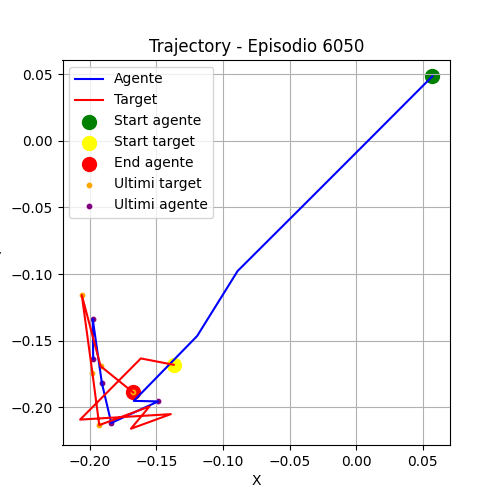 Trajectory - Episodio 6050
Agente
Target
Start agente
Start target
End agente
Ultimi target
Ultimi agente
0.05
0.00
−0.05
−0.10
−0.15
−0.20
−0.20 −0.15 −0.10 −0.05 0.00 0.05
X